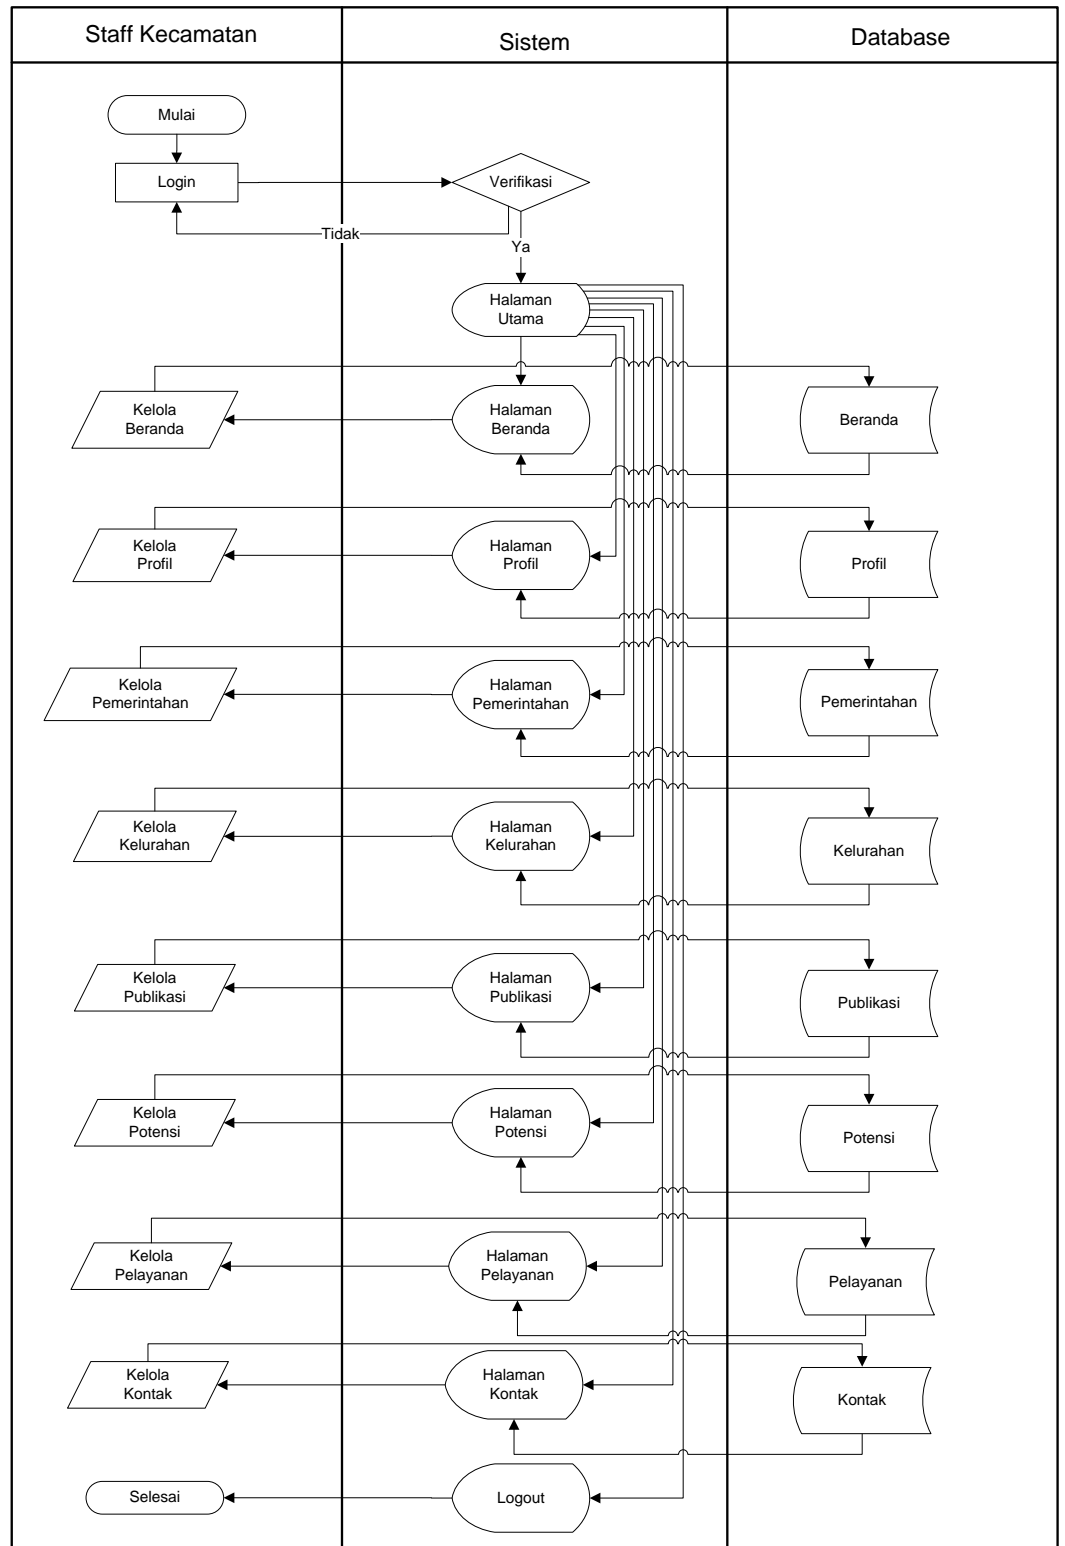 Staff Kecamatan
Sistem
Database
Mulai
Login
Verifikasi
Tidak
Ya
Halaman
Utama
Kelola
Beranda
Halaman
Beranda
Beranda
Kelola
Profil
Halaman
Profil
Profil
Kelola
Pemerintahan
Halaman
Pemerintahan
Pemerintahan
Kelola
Kelurahan
Halaman
Kelurahan
Kelurahan
Kelola
Publikasi
Halaman
Publikasi
Publikasi
Kelola
Potensi
Halaman
Potensi
Potensi
Kelola
Pelayanan
Halaman
Pelayanan
Pelayanan
Kelola
Kontak
Halaman
Kontak
Kontak
Selesai
Logout